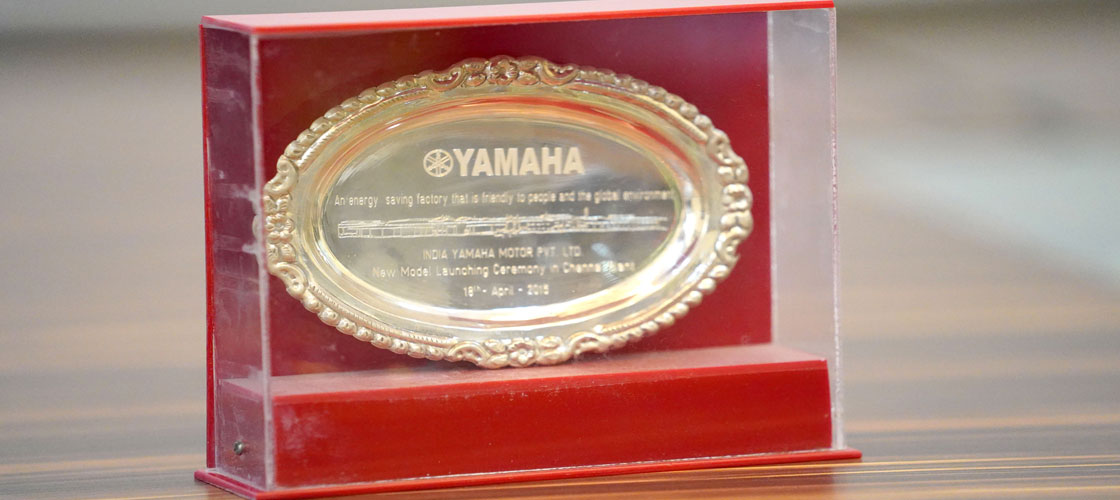 YAMAHA
An energy saving factory that is friendly to people and the global environment
INDIA YAMAHA MOTOR PVT. LTD.
New Model Launching Ceremony in Chennai Plant
April - 2015